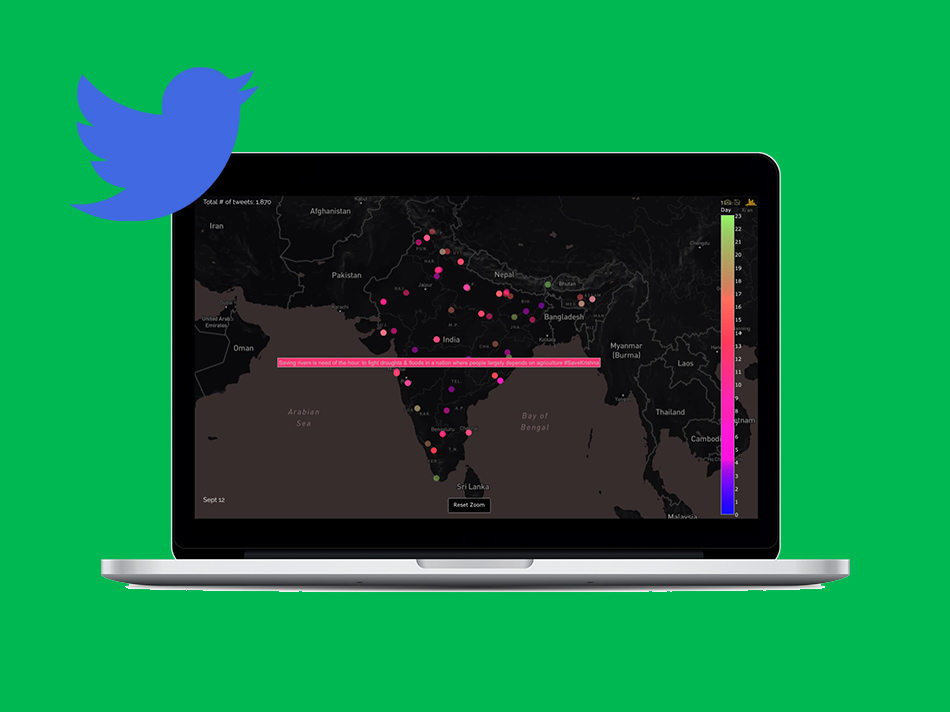 Total # of tweets: 1,870
Afghanistan
Iran
Day
23
22
21
20
19
18
17
16
15
14
13
12
11
10
9
8
7
6
5
4
3
2
1
0
Pakistan
Nepal
Bhutan
Jaipur
United Arab
Emirates
Oman
India
Bangladesh
Kolkata
Myanmar
(Burma)
Laos
Saving rivers is need of the hour, to fight droughts & floods in a nation where people largely depends on agriculture #SaveKrishna
Arabian
Sea
Bay of
Bengal
Thailand
Bengaluru
Sri Lanka
Sept 12
Reset Zoom
Malaysia